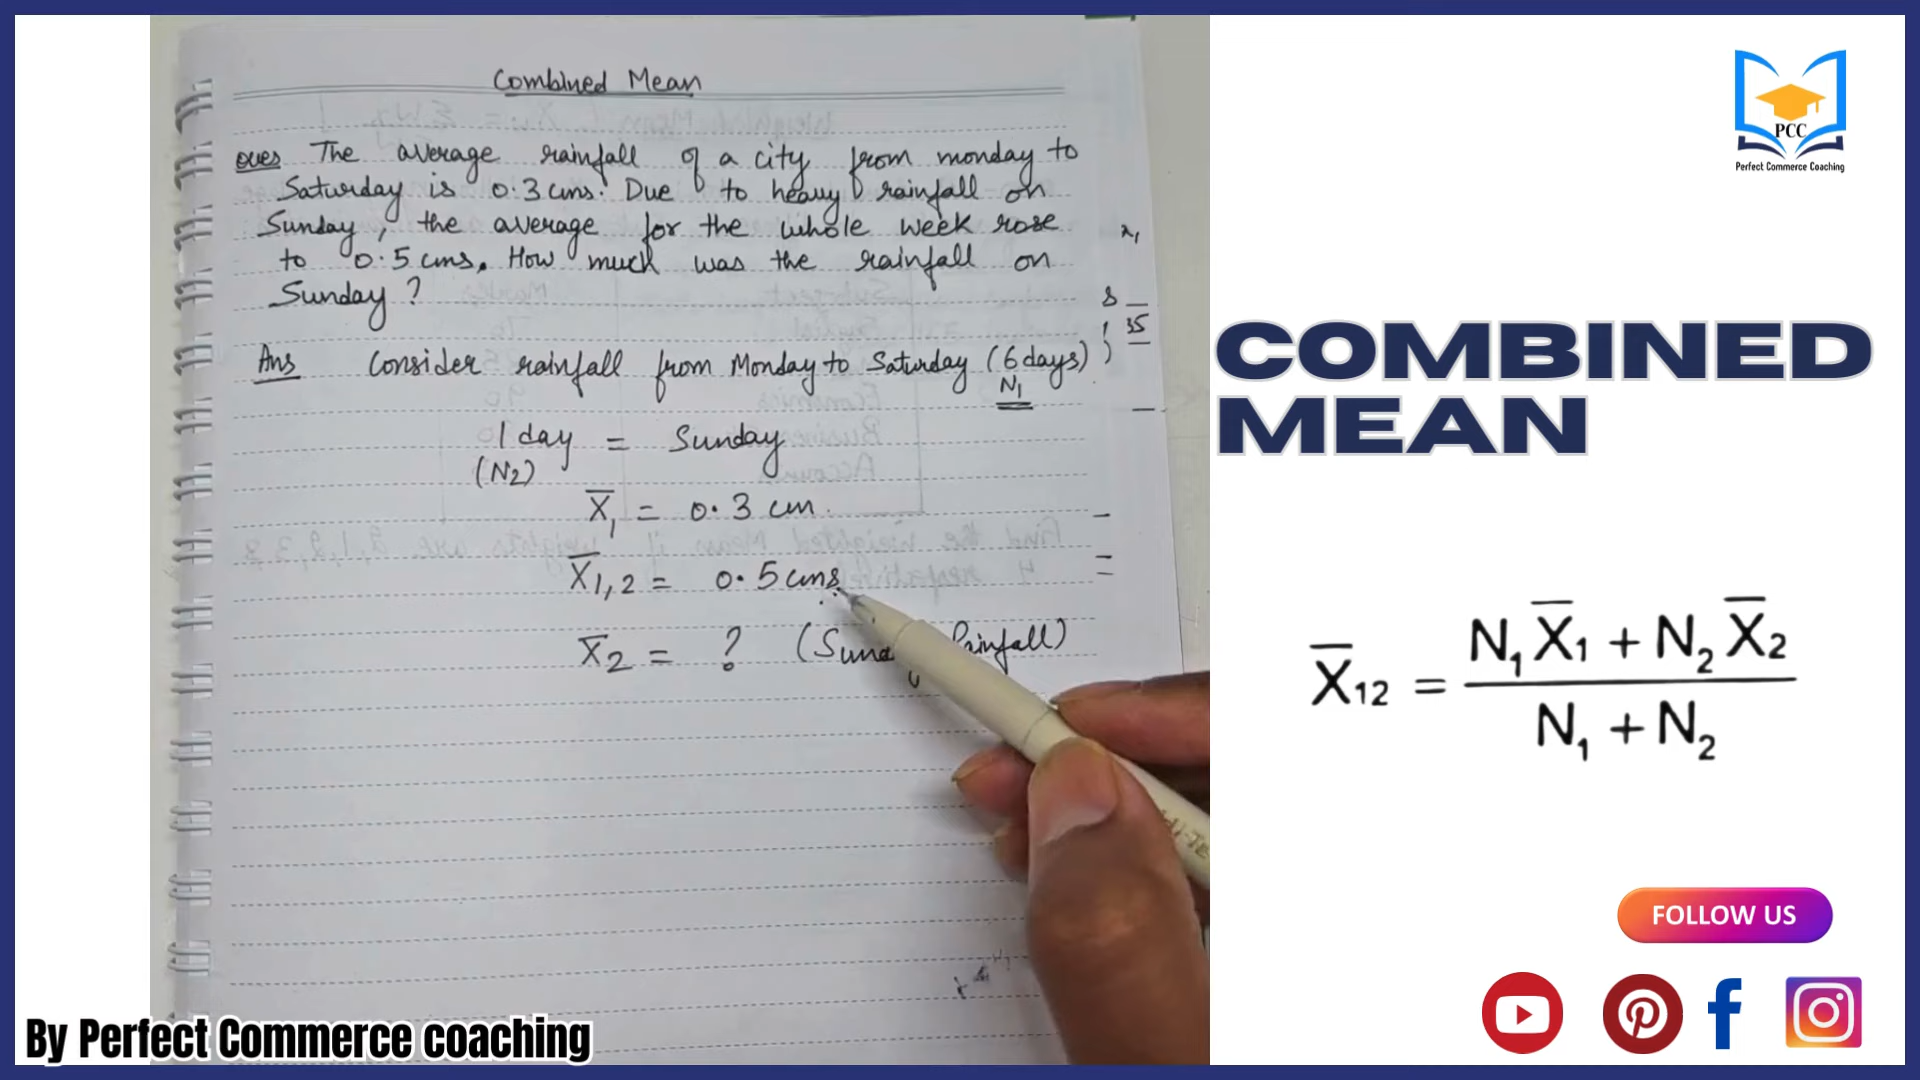 Combined Mean
Ques The average rainfall of a city from monday to
Saturday is 0.3 cms. Due to heavy rainfall on
Sunday, the average for the whole week rose
to 0.5 cms. How much was the rainfall on
Sunday ?
Ans Consider rainfall from Monday to Saturday (6 days)
N1
1 day = Sunday
(N2)
X̅1 = 0.3 cm.
X̅1,2 = 0.5 cms
X̅2 = ? (Rainfall)
35
PCC
Perfect Commerce Coaching
COMBINED
MEAN
X̅12 = N1 X̅1 + N2 X̅2
N1 + N2
FOLLOW US
By Perfect Commerce coaching